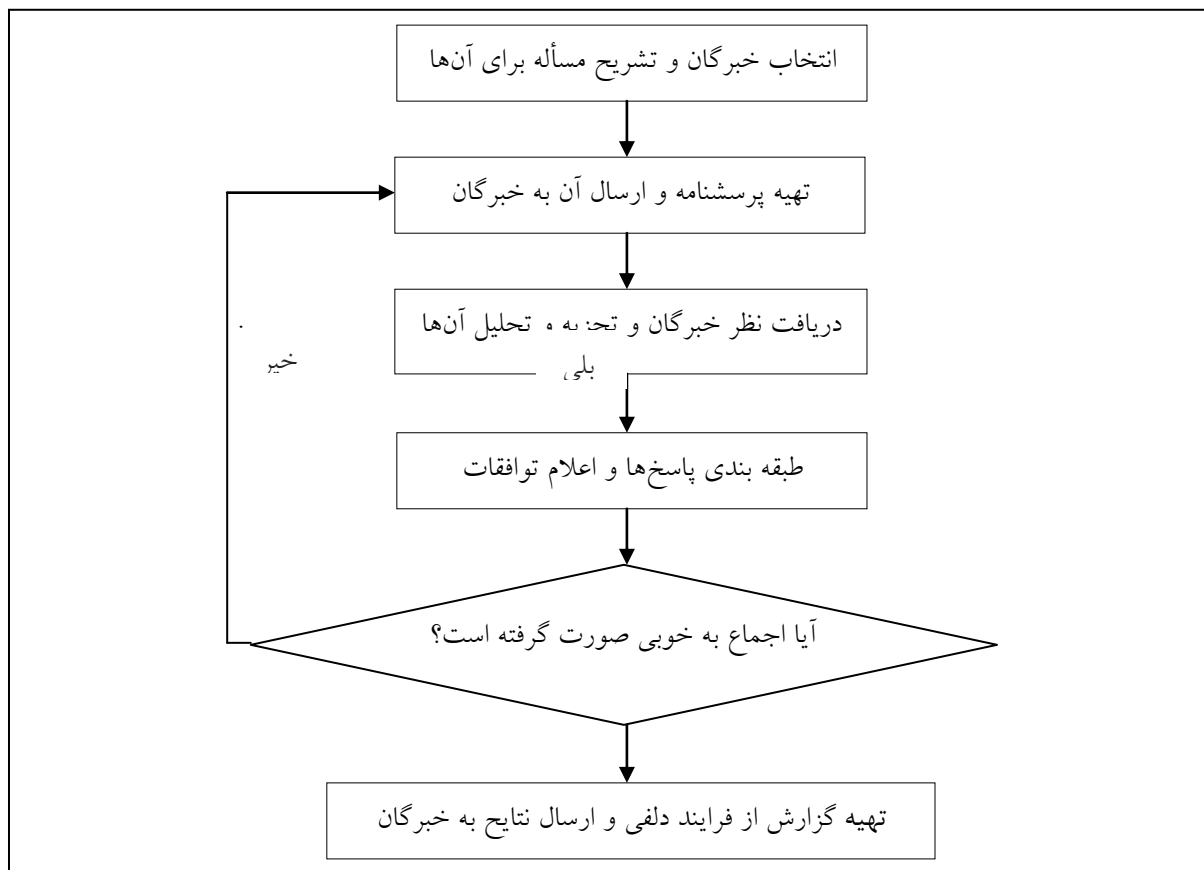 انتخاب خبرگان و تشریح مسأله برای آن‌ها
تهیه پرسشنامه و ارسال آن به خبرگان
دریافت نظر خبرگان و تجزیه و تحلیل آن‌ها
خیر
بلی
طبقه بندی پاسخ‌ها و اعلام توافقات
آیا اجماع به خوبی صورت گرفته است؟
تهیه گزارش از فرایند دلفی و ارسال نتایج به خبرگان